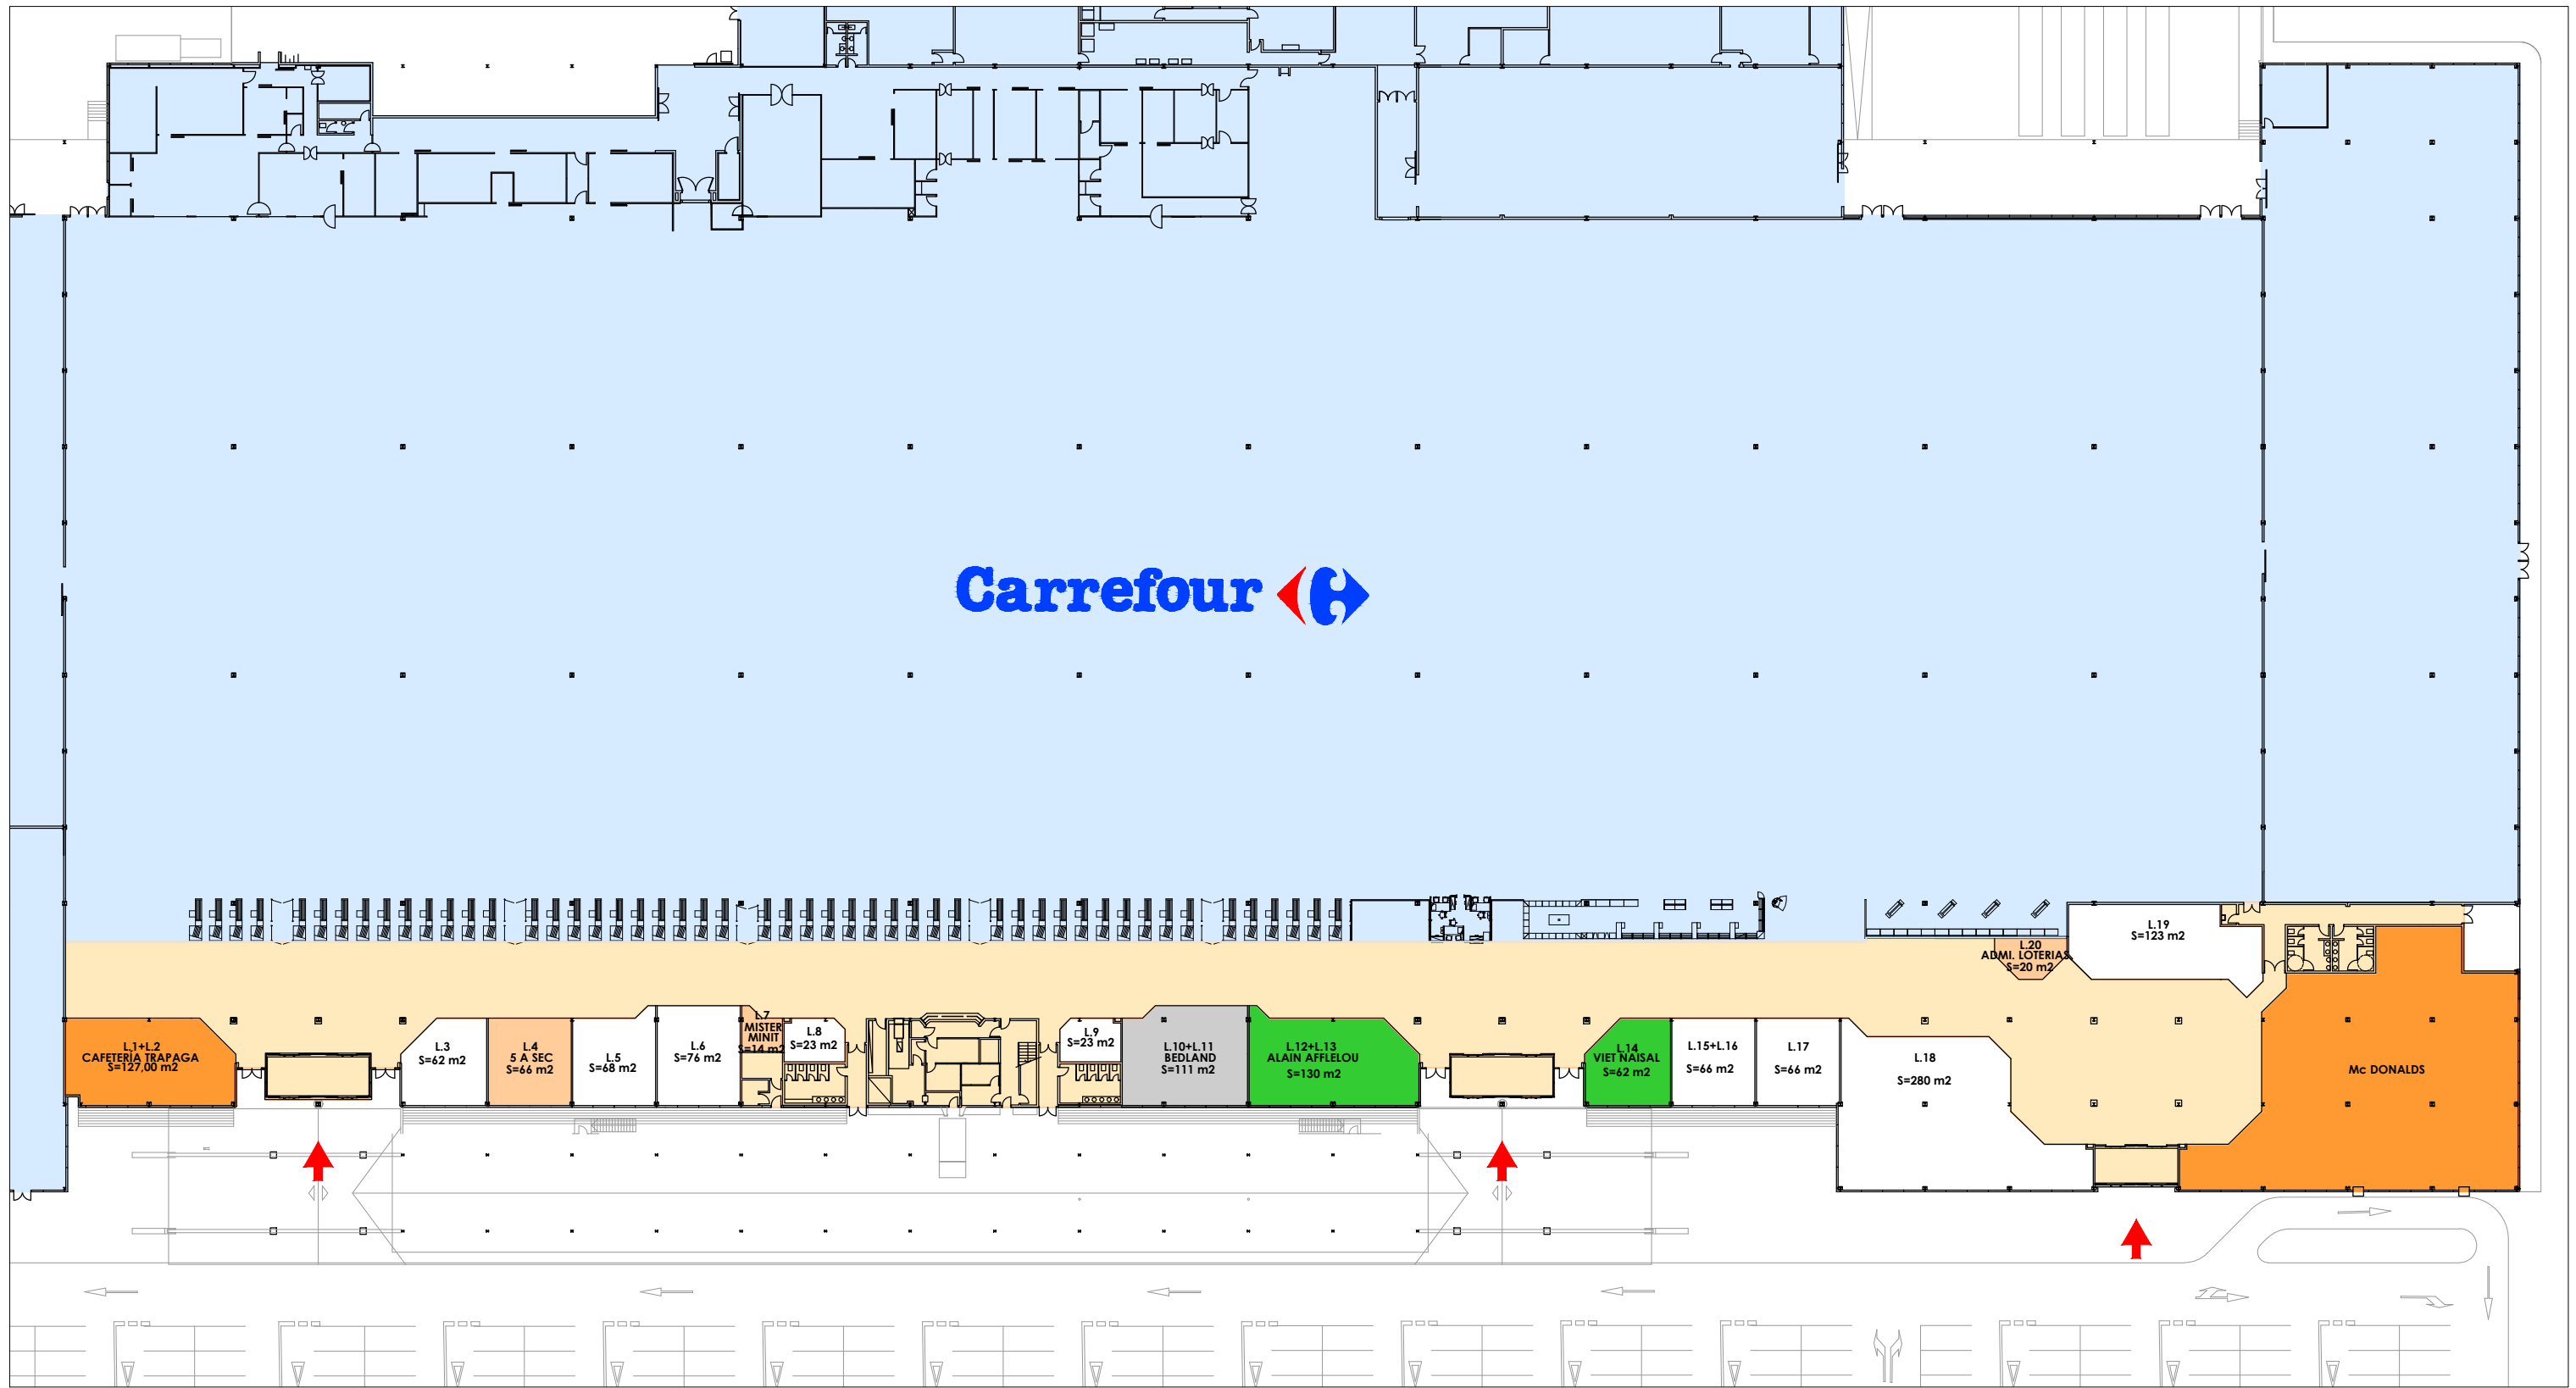 Carrefour
L.19
S=123 m2
L.20
ADMI. LOTERIAS
S=20 m2
L.1+L.2
CAFETERÍA TRAPAGA
S=127,00 m2
L.3
S=62 m2
L.4
5 A SEC
S=66 m2
L.5
S=68 m2
L.6
S=76 m2
L.7
MISTER
MINIT
S=14 m2
L.8
S=23 m2
L.9
S=23 m2
L.10+L.11
BEDLAND
S=111 m2
L.12+L.13
ALAIN AFFLELOU
S=130 m2
L.14
VIET NAISAL
S=62 m2
L.15+L.16
S=66 m2
L.17
S=66 m2
L.18
S=280 m2
Mc DONALDS